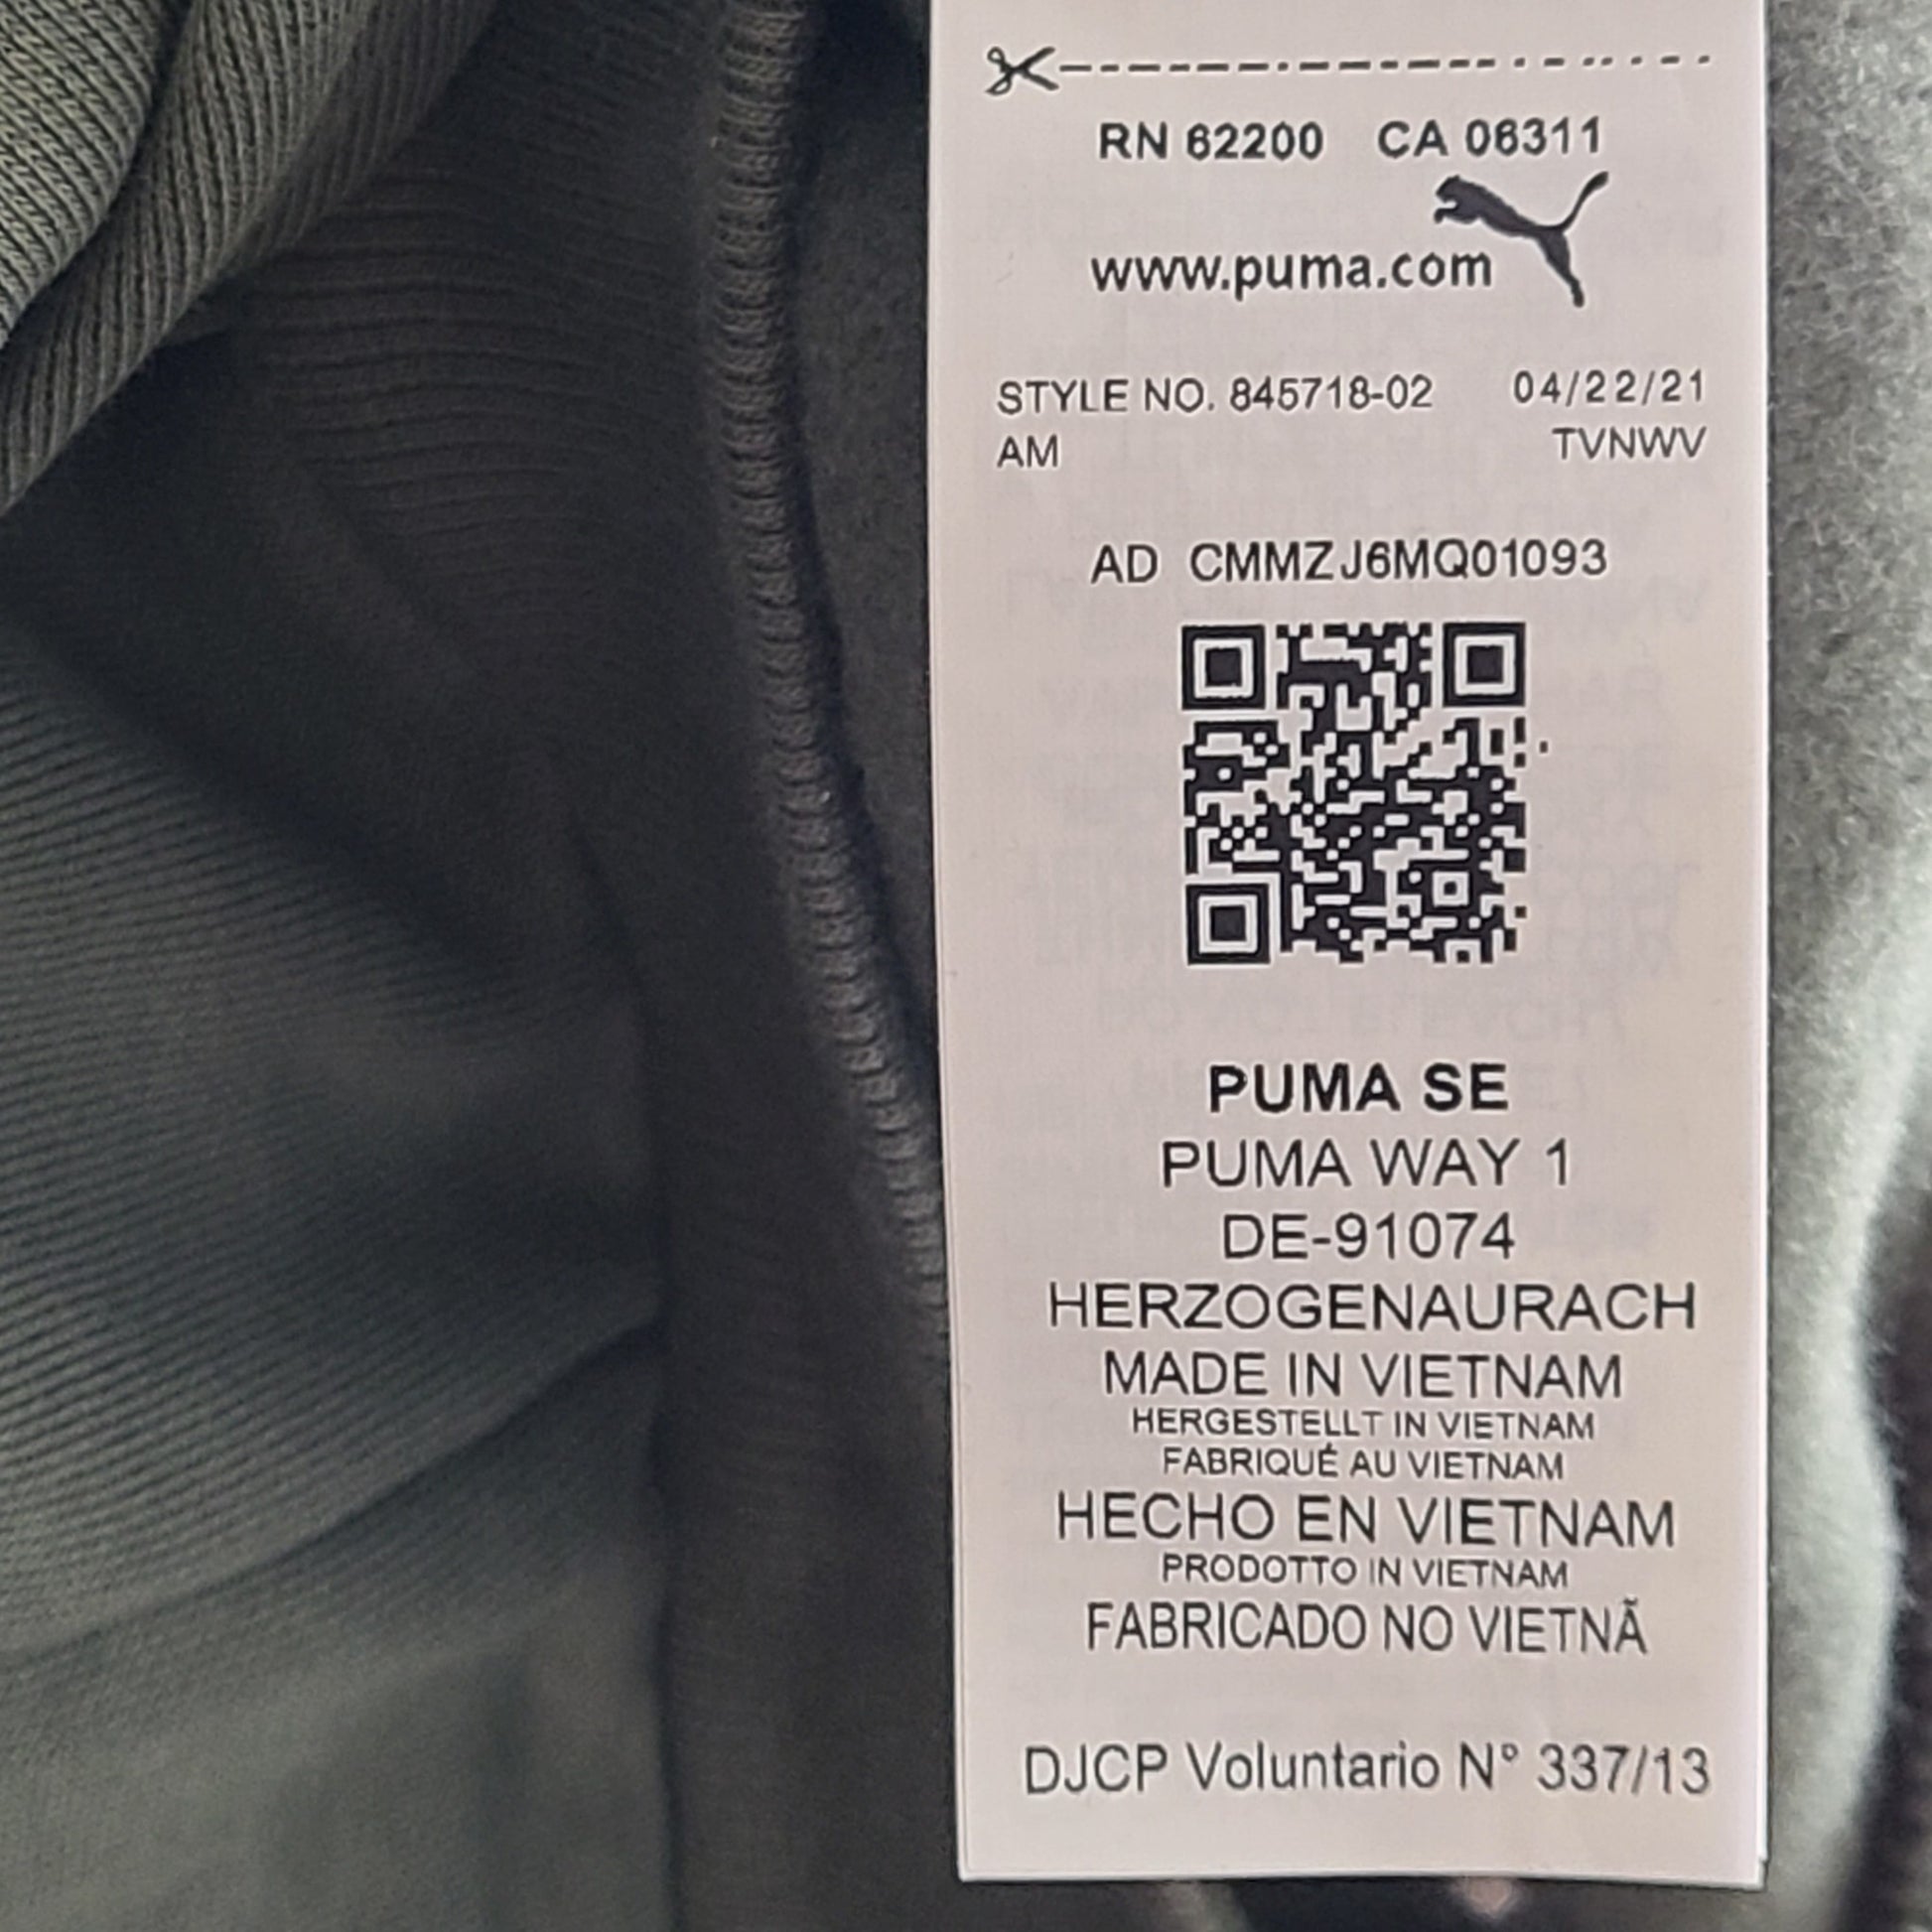 RN 62200 CA 06311
www.puma.com
STYLE NO. 845718-02 04/22/21
AM TVNWV
AD CMMZJ6MQ01093
PUMA SE
PUMA WAY 1
DE-91074
HERZOGENAURACH
MADE IN VIETNAM
HERGESTELLT IN VIETNAM
FABRIQUÉ AU VIETNAM
HECHO EN VIETNAM
PRODOTTO IN VIETNAM
FABRICADO NO VIETNÃ
DJCP Voluntario N° 337/13